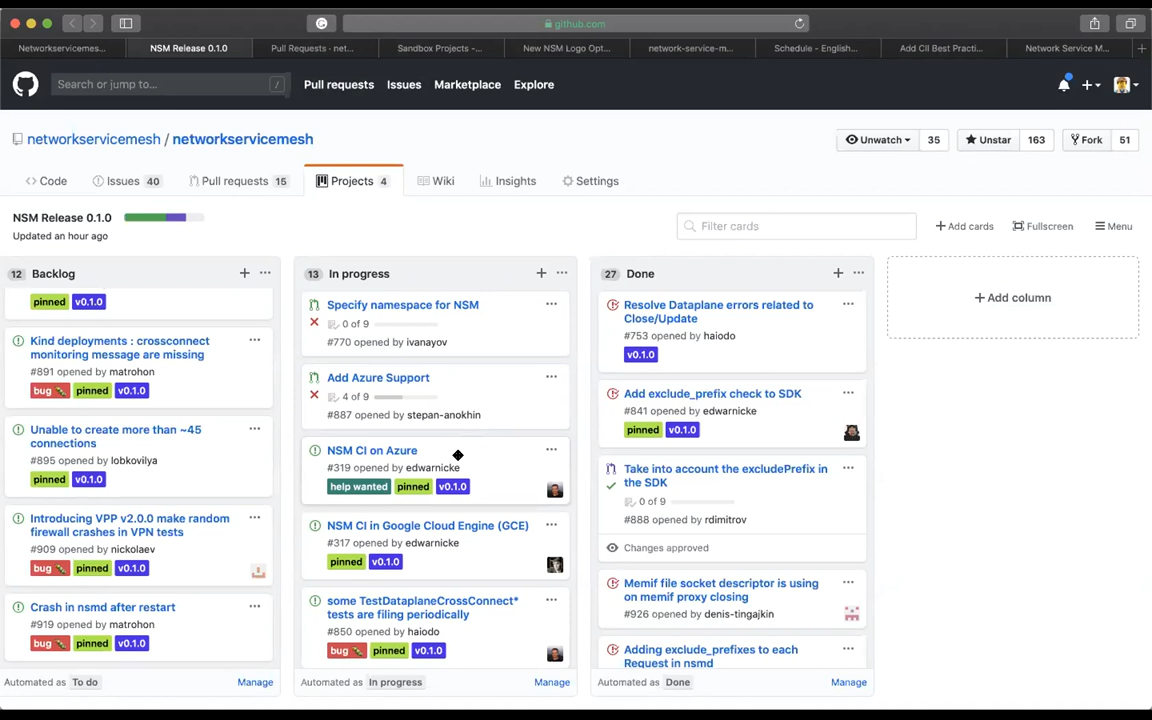 github.com
Networkservicemes...
NSM Release 0.1.0
Pull Requests · net...
Sandbox Projects -...
New NSM Logo Opt...
network-service-m...
Schedule - English...
Add CII Best Practi...
Network Service M...
Search or jump to...
/
Pull requests
Issues
Marketplace
Explore
networkservicemesh / networkservicemesh
Unwatch 35
Unstar 163
Fork 51
Code
Issues 40
Pull requests 15
Projects 4
Wiki
Insights
Settings
NSM Release 0.1.0
Updated an hour ago
Filter cards
Add cards
Fullscreen
Menu
12 Backlog
pinned v0.1.0
Kind deployments : crossconnect
monitoring message are missing
#891 opened by matrohon
bug pinned v0.1.0
Unable to create more than ~45
connections
#895 opened by lobkovilya
pinned v0.1.0
Introducing VPP v2.0.0 make random
firewall crashes in VPN tests
#909 opened by nickolaev
bug pinned v0.1.0
Crash in nsmd after restart
#919 opened by matrohon
bug pinned v0.1.0
Automated as To do
Manage
13 In progress
Specify namespace for NSM
0 of 9
#770 opened by ivanayov
Add Azure Support
4 of 9
#887 opened by stepan-anokhin
NSM CI on Azure
#319 opened by edwarnicke
help wanted pinned v0.1.0
NSM CI in Google Cloud Engine (GCE)
#317 opened by edwarnicke
pinned v0.1.0
some TestDataplaneCrossConnect*
tests are filing periodically
#850 opened by haiodo
bug pinned v0.1.0
Automated as In progress
Manage
27 Done
Resolve Dataplane errors related to
Close/Update
#753 opened by haiodo
v0.1.0
Add exclude_prefix check to SDK
#841 opened by edwarnicke
pinned v0.1.0
Take into account the excludePrefix in
the SDK
0 of 9
#888 opened by rdimitrov
Changes approved
Memif file socket descriptor is using
on memif proxy closing
#926 opened by denis-tingajkin
Adding exclude_prefixes to each
Request in nsmd
Automated as Done
Manage
Add column